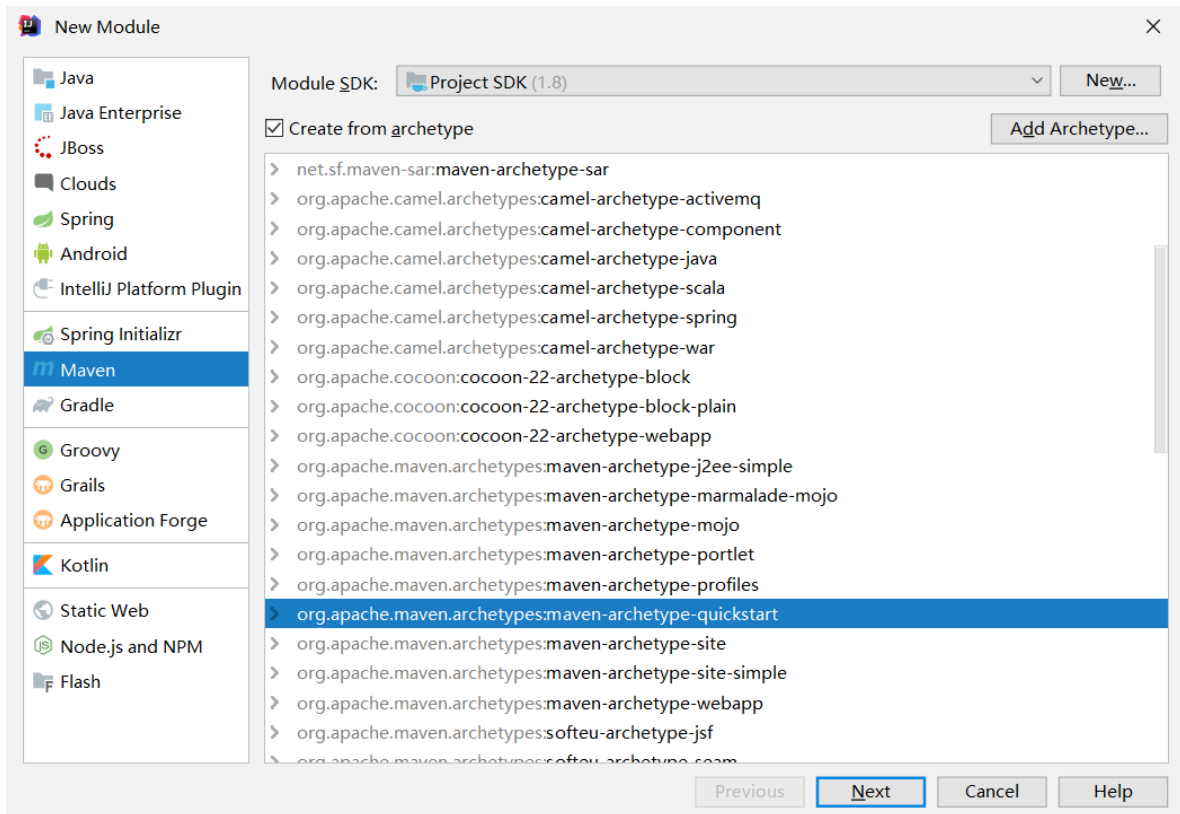 New Module
Java
Java Enterprise
JBoss
Clouds
Spring
Android
IntelliJ Platform Plugin
Spring Initializr
Maven
Gradle
Groovy
Grails
Application Forge
Kotlin
Static Web
Node.js and NPM
Flash
Module SDK: Project SDK (1.8) New...
Create from archetype Add Archetype...
net.sf.maven-sar:maven-archetype-sar
org.apache.camel.archetypes:camel-archetype-activemq
org.apache.camel.archetypes:camel-archetype-component
org.apache.camel.archetypes:camel-archetype-java
org.apache.camel.archetypes:camel-archetype-scala
org.apache.camel.archetypes:camel-archetype-spring
org.apache.camel.archetypes:camel-archetype-war
org.apache.cocoon:cocoon-22-archetype-block
org.apache.cocoon:cocoon-22-archetype-block-plain
org.apache.cocoon:cocoon-22-archetype-webapp
org.apache.maven.archetypes:maven-archetype-j2ee-simple
org.apache.maven.archetypes:maven-archetype-marmalade-mojo
org.apache.maven.archetypes:maven-archetype-mojo
org.apache.maven.archetypes:maven-archetype-portlet
org.apache.maven.archetypes:maven-archetype-profiles
org.apache.maven.archetypes:maven-archetype-quickstart
org.apache.maven.archetypes:maven-archetype-site
org.apache.maven.archetypes:maven-archetype-site-simple
org.apache.maven.archetypes:maven-archetype-webapp
org.apache.maven.archetypes:softeu-archetype-jsf
org.apache.maven.archetypes:softeu-archetype-seam
Previous Next Cancel Help